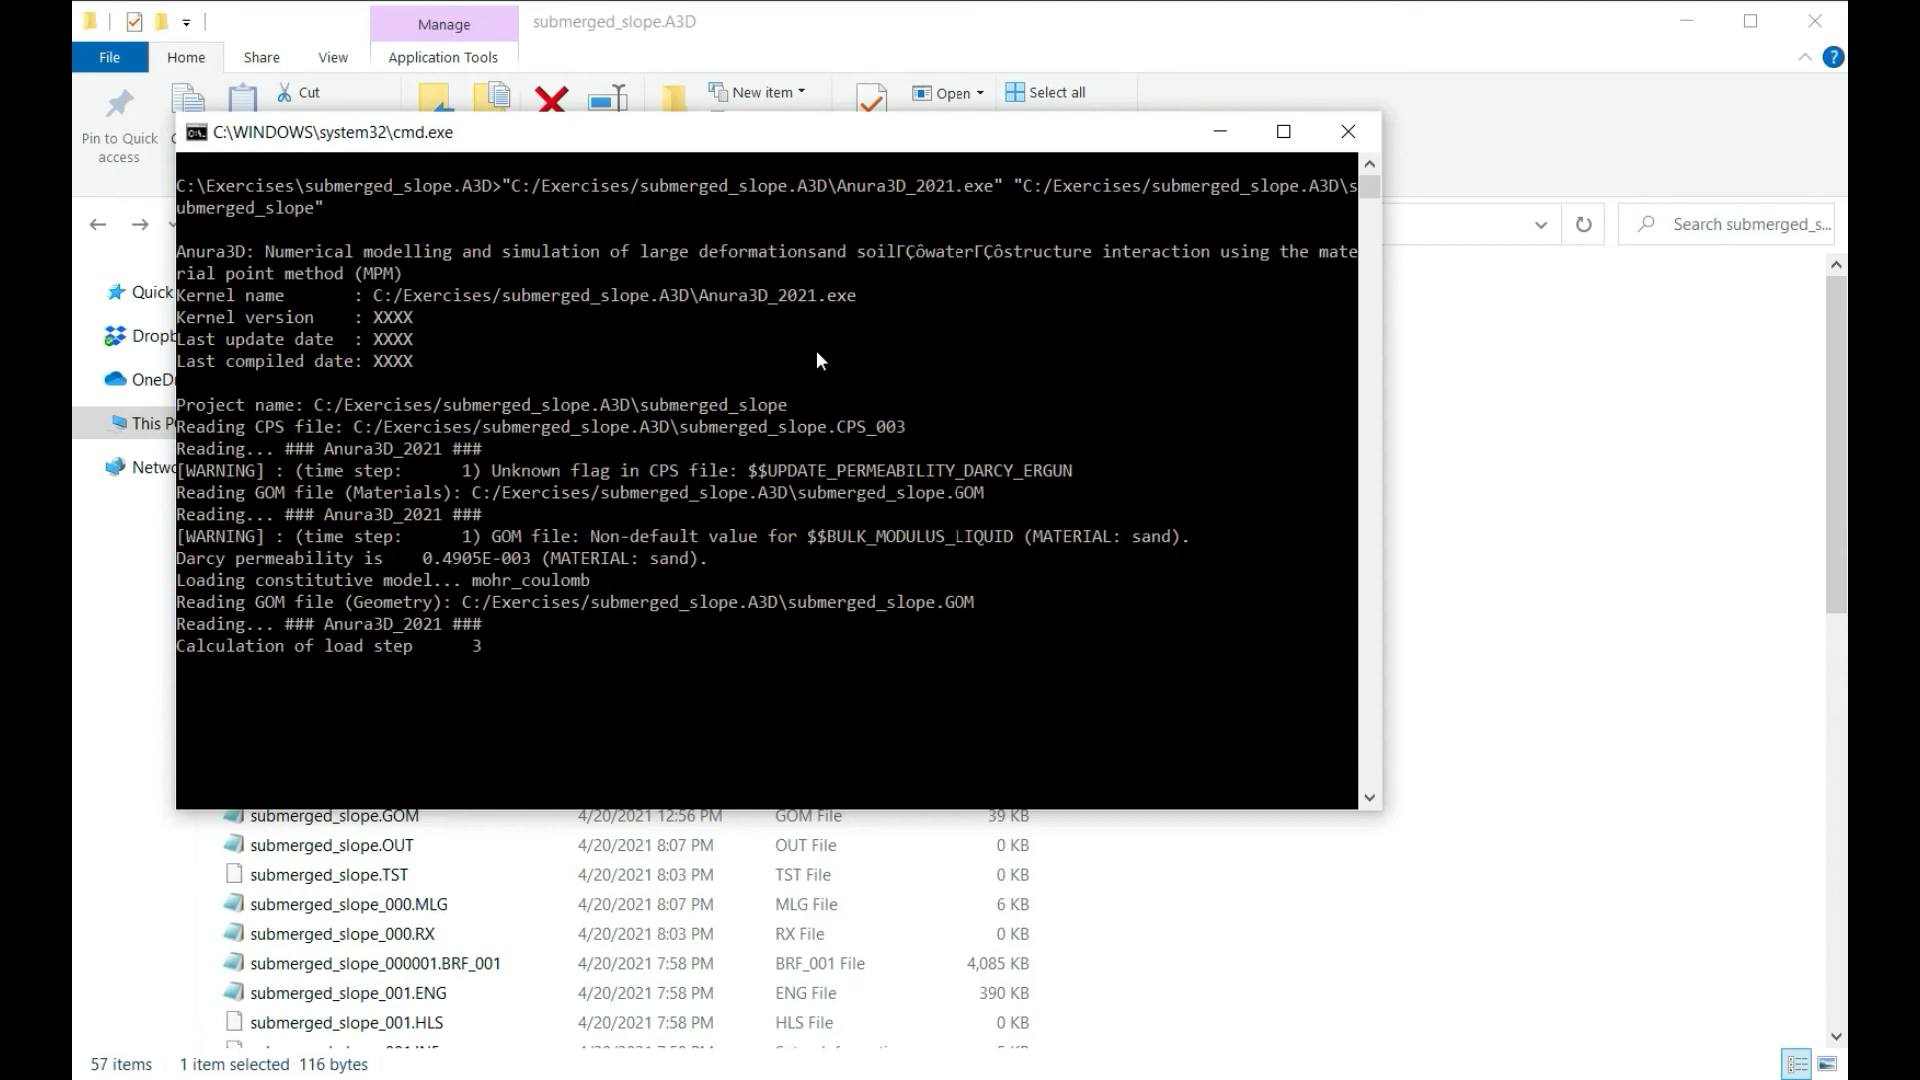 Manage
submerged_slope.A3D
File
Home
Share
View
Application Tools
Pin to Quick
access
Cut
New item
Open
Select all
C:\WINDOWS\system32\cmd.exe
C:\Exercises\submerged_slope.A3D>"C:/Exercises/submerged_slope.A3D\Anura3D_2021.exe" "C:/Exercises/submerged_slope.A3D\s
ubmerged_slope"
Anura3D: Numerical modelling and simulation of large deformationsand soilΓÇôwaterΓÇôstructure interaction using the mate
rial point method (MPM)
Kernel name : C:/Exercises/submerged_slope.A3D\Anura3D_2021.exe
Kernel version : XXXX
Last update date : XXXX
Last compiled date: XXXX
Project name: C:/Exercises/submerged_slope.A3D\submerged_slope
Reading CPS file: C:/Exercises/submerged_slope.A3D\submerged_slope.CPS_003
Reading... ### Anura3D_2021 ###
[WARNING] : (time step: 1) Unknown flag in CPS file: $$UPDATE_PERMEABILITY_DARCY_ERGUN
Reading GOM file (Materials): C:/Exercises/submerged_slope.A3D\submerged_slope.GOM
Reading... ### Anura3D_2021 ###
[WARNING] : (time step: 1) GOM file: Non-default value for $$BULK_MODULUS_LIQUID (MATERIAL: sand).
Darcy permeability is 0.4905E-003 (MATERIAL: sand).
Loading constitutive model... mohr_coulomb
Reading GOM file (Geometry): C:/Exercises/submerged_slope.A3D\submerged_slope.GOM
Reading... ### Anura3D_2021 ###
Calculation of load step 3
Search submerged_s...
Quick
Dropb
OneD
This P
Netwo
submerged_slope.GOM 4/20/2021 12:56 PM GOM File 39 KB
submerged_slope.OUT 4/20/2021 8:07 PM OUT File 0 KB
submerged_slope.TST 4/20/2021 8:03 PM TST File 0 KB
submerged_slope_000.MLG 4/20/2021 8:07 PM MLG File 6 KB
submerged_slope_000.RX 4/20/2021 8:03 PM RX File 0 KB
submerged_slope_000001.BRF_001 4/20/2021 7:58 PM BRF_001 File 4,085 KB
submerged_slope_001.ENG 4/20/2021 7:58 PM ENG File 390 KB
submerged_slope_001.HLS 4/20/2021 7:58 PM HLS File 0 KB
57 items 1 item selected 116 bytes